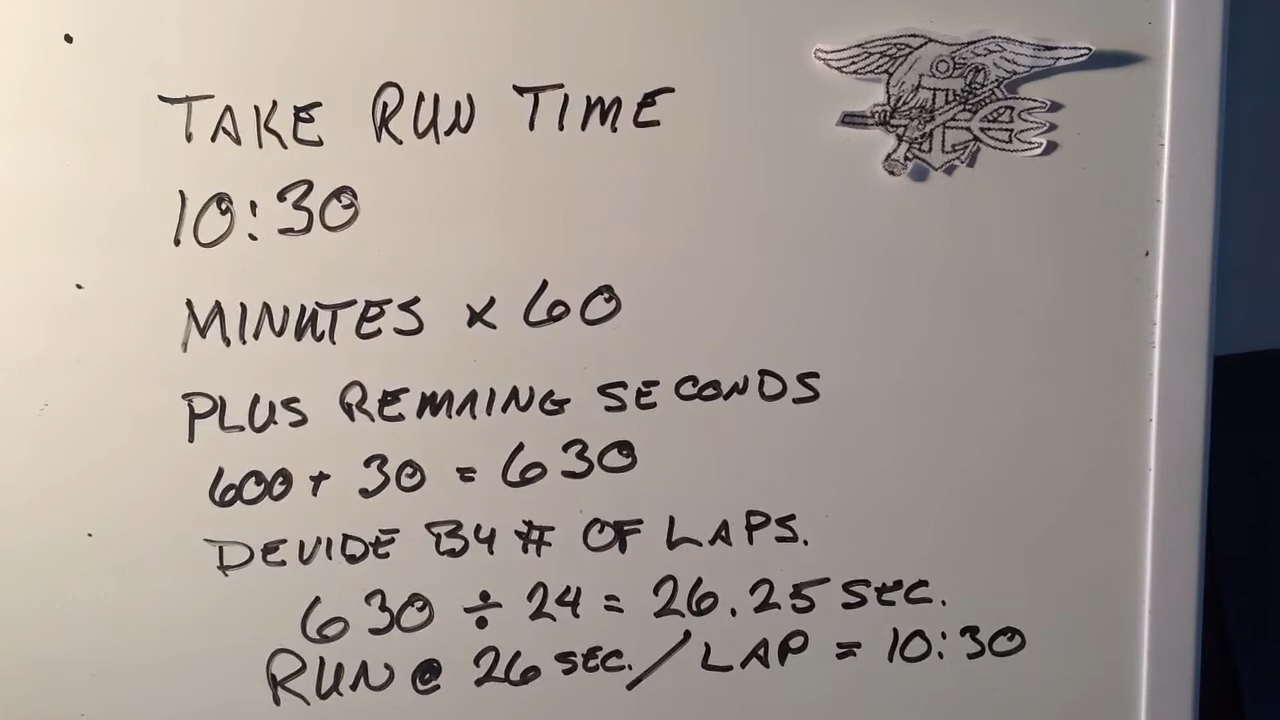 TAKE RUN TIME
10:30
MINUTES x 60
PLUS REMAING SECONDS
600 + 30 = 630
DEVIDE BY # OF LAPS.
630 ÷ 24 = 26.25 SEC.
RUN @ 26 SEC. / LAP = 10:30